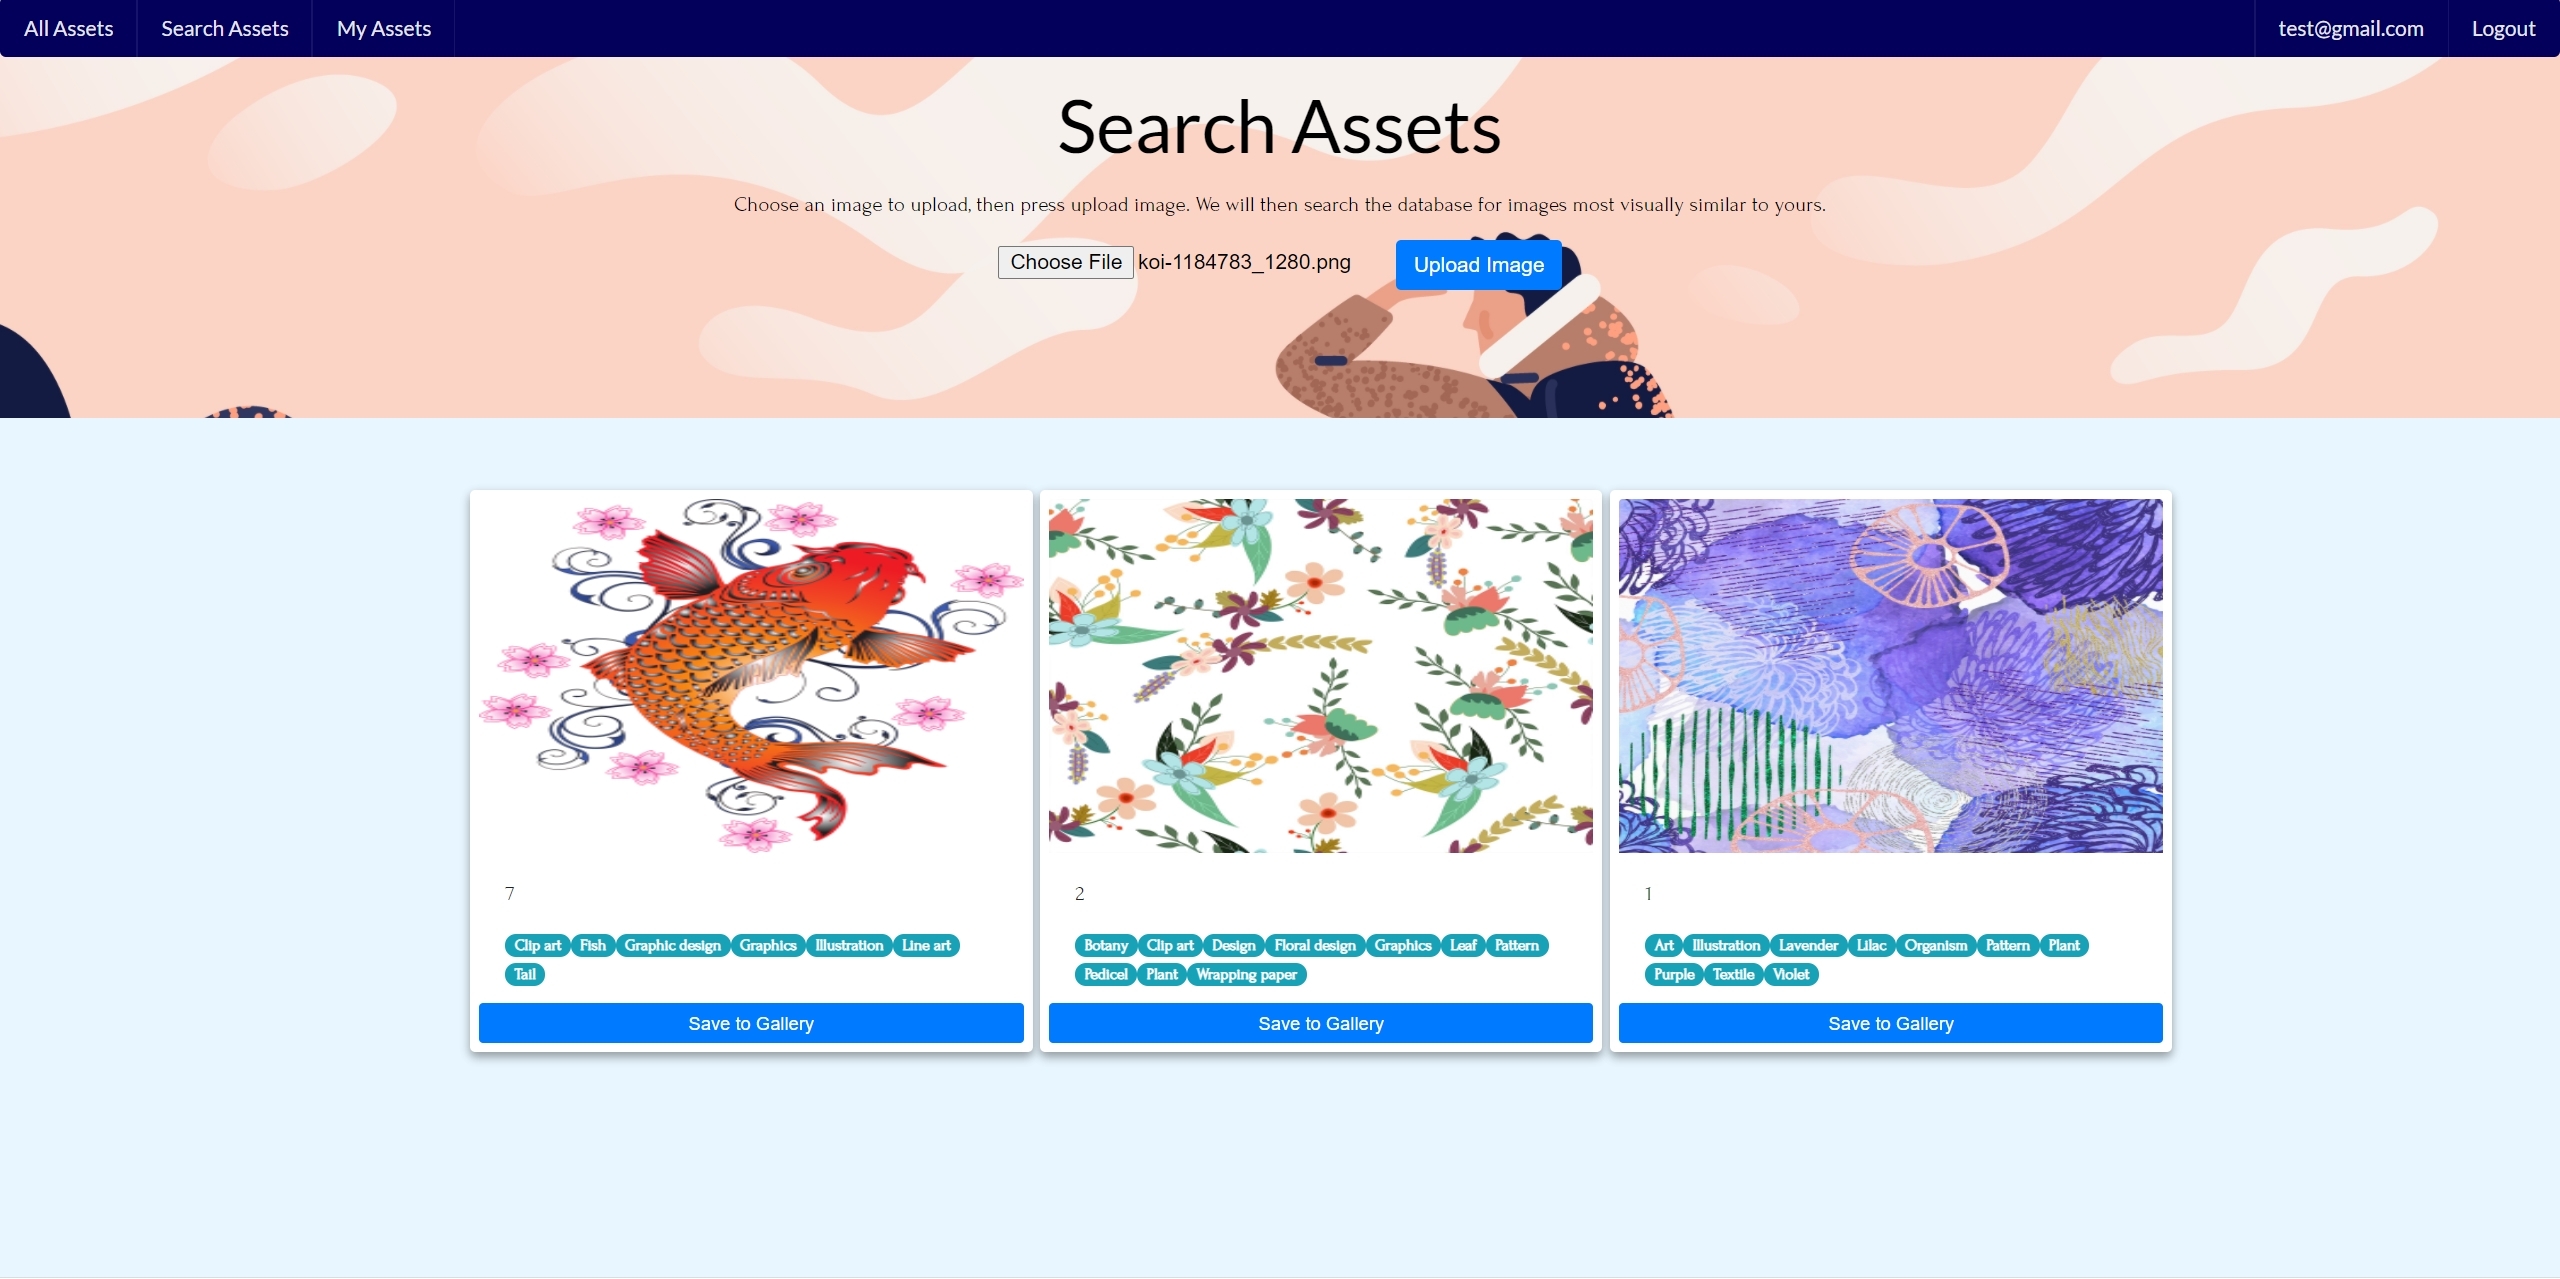 All Assets Search Assets My Assets test@gmail.com Logout
Search Assets
Choose an image to upload, then press upload image. We will then search the database for images most visually similar to yours.
Choose File koi-1184783_1280.png Upload Image
7
Clip art Fish Graphic design Graphics Illustration Line art
Tail
Save to Gallery
2
Botany Clip art Design Floral design Graphics Leaf Pattern
Pedicel Plant Wrapping paper
Save to Gallery
1
Art Illustration Lavender Lilac Organism Pattern Plant
Purple Textile Violet
Save to Gallery